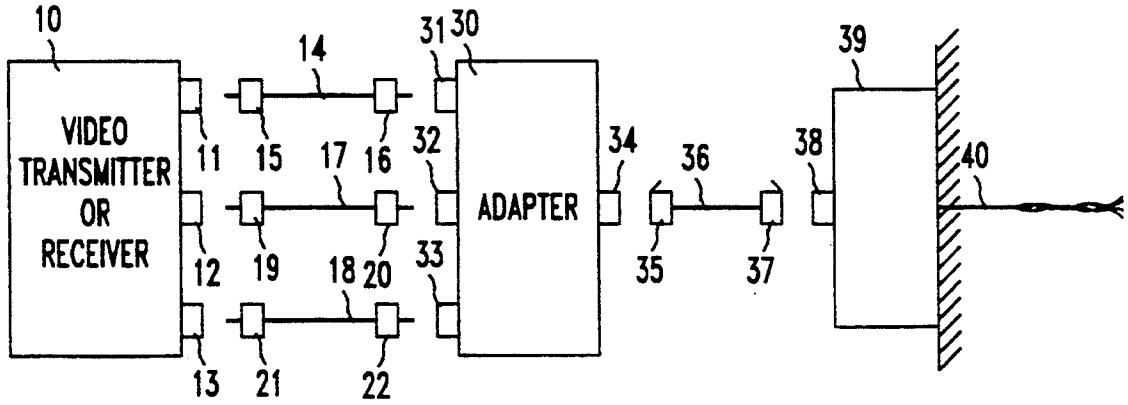 10
14
31 30
39
VIDEO
TRANSMITTER
OR
RECEIVER
11 15 16
32
34
36
38
40
17
ADAPTER
12 19 20
33
35
37
18
13 21 22